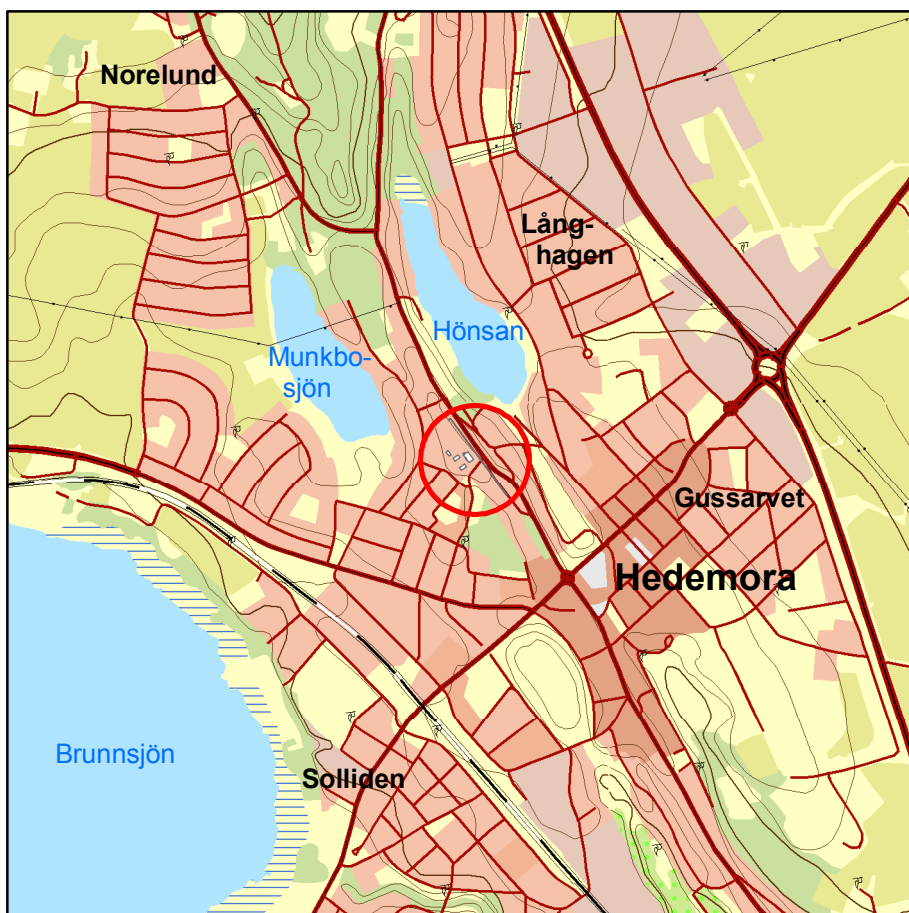 Norelund
Lång-
hagen
Hönsan
Munkbo-
sjön
Gussarvet
Hedemora
Brunnsjön
Solliden